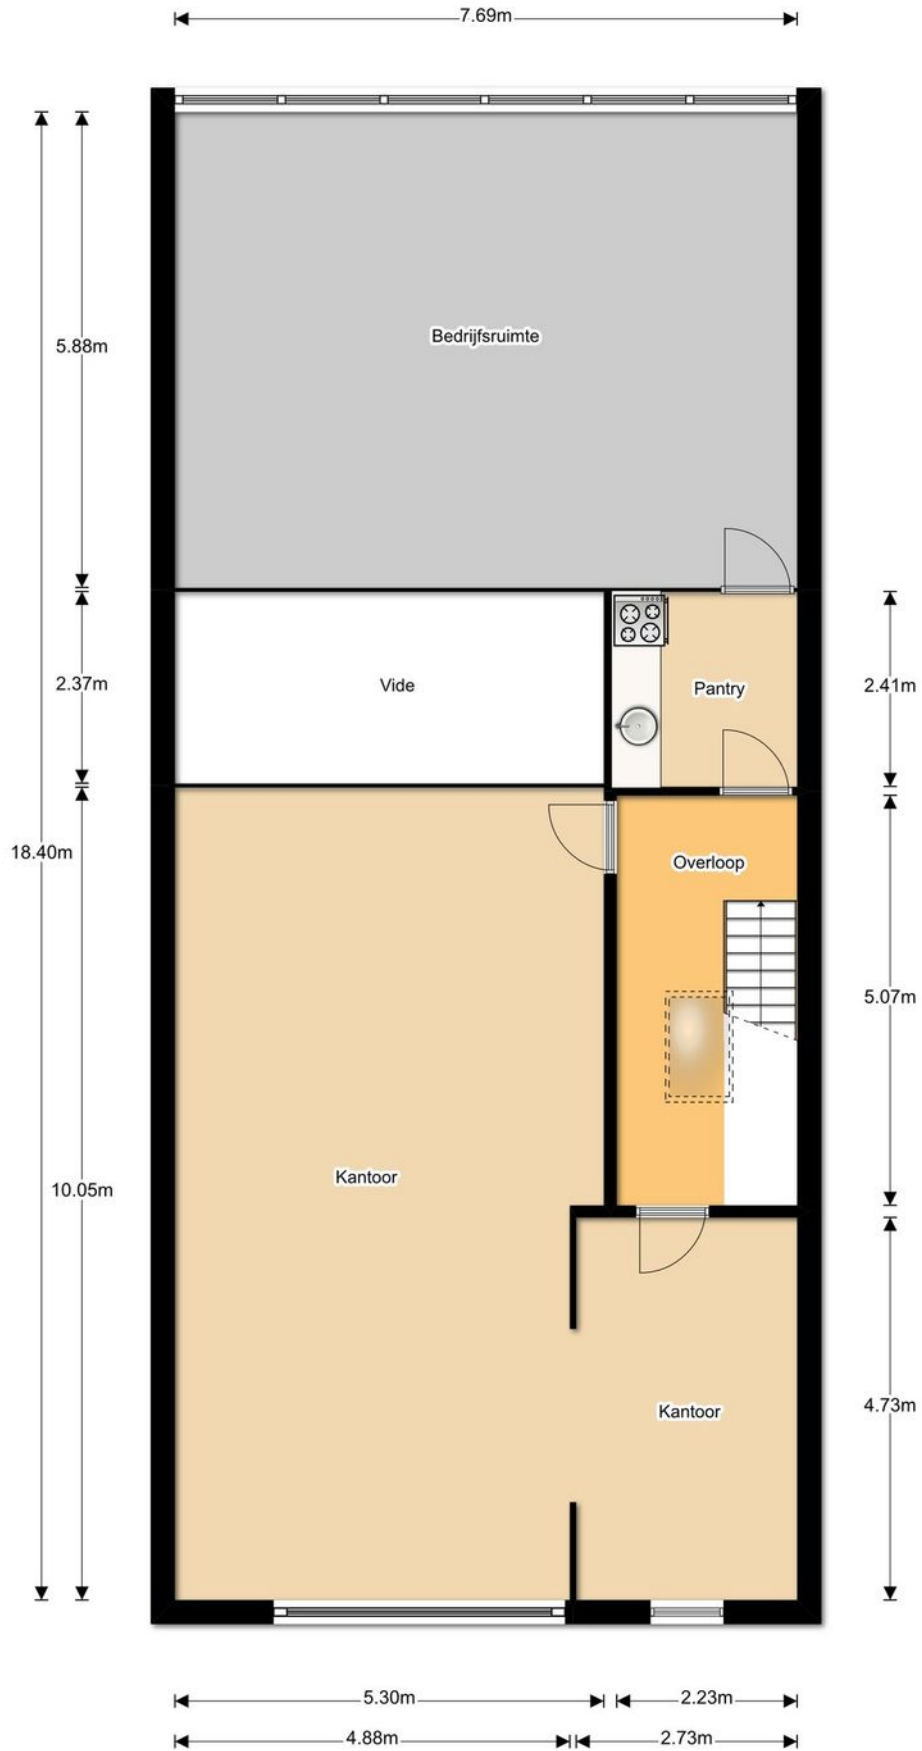 7.69m
Bedrijfsruimte
5.88m
2.37m
Vide
Pantry
2.41m
18.40m
Overloop
5.07m
10.05m
Kantoor
Kantoor
4.73m
5.30m
2.23m
4.88m
2.73m